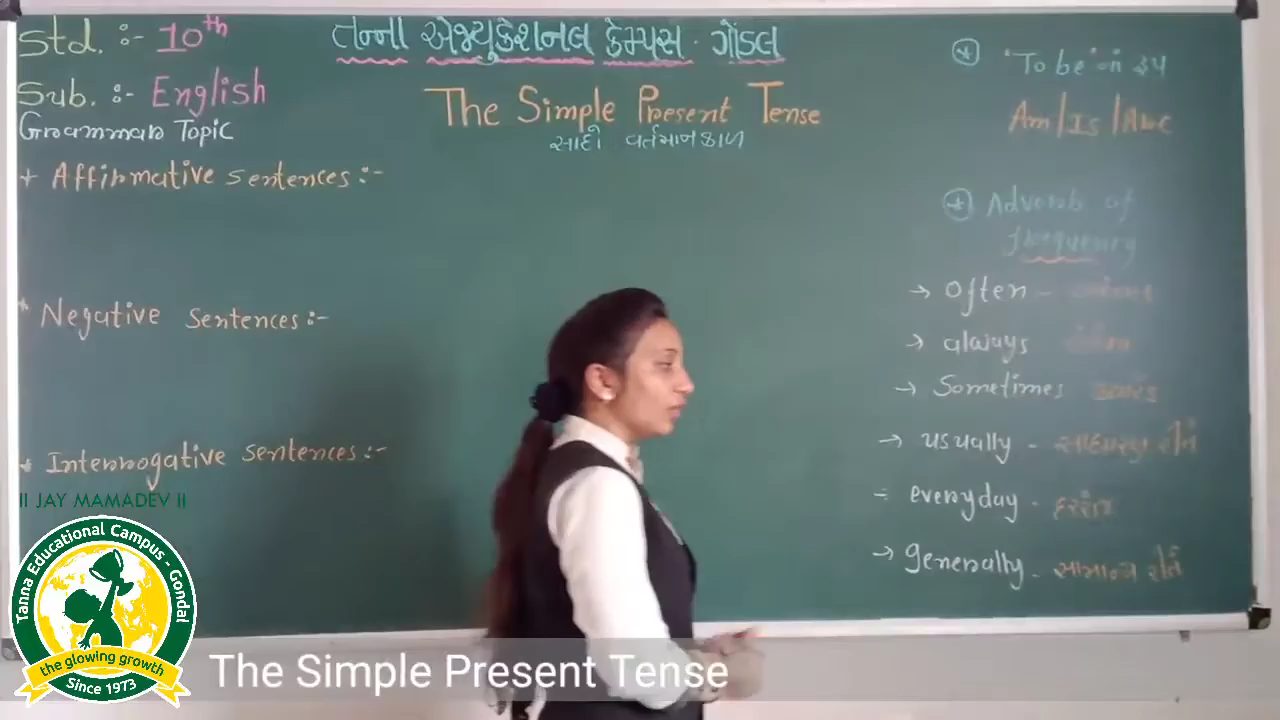 Std. :- 10th
Sub. :- English
Grammar Topic
તન્ના એજ્યુકેશનલ કેમ્પસ - ગોંડલ
The Simple Present Tense
સાદો વર્તમાનકાળ
* Affirmative sentences :-
* Negative sentences :-
* Interrogative sentences :-
* 'To be' નાં રૂપ
Am / Is / Are
* Adverb of
frequency
→ Often -
→ always
→ Sometimes
→ usually - સાધારણ રીતે
- everyday - દરરોજ
→ generally - સામાન્ય રીતે
II JAY MAMADEV II
Tanna Educational Campus - Gondal
the glowing growth
Since 1973
The Simple Present Tense